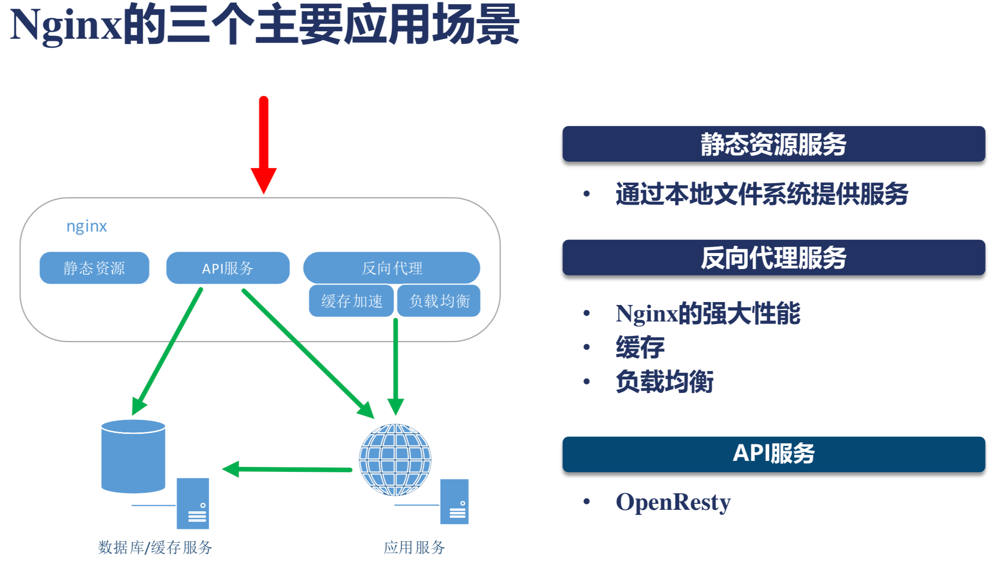 Nginx的三个主要应用场景
nginx
静态资源
API服务
反向代理
缓存加速
负载均衡
数据库/缓存服务
应用服务
静态资源服务
• 通过本地文件系统提供服务
反向代理服务
• Nginx的强大性能
• 缓存
• 负载均衡
API服务
• OpenResty